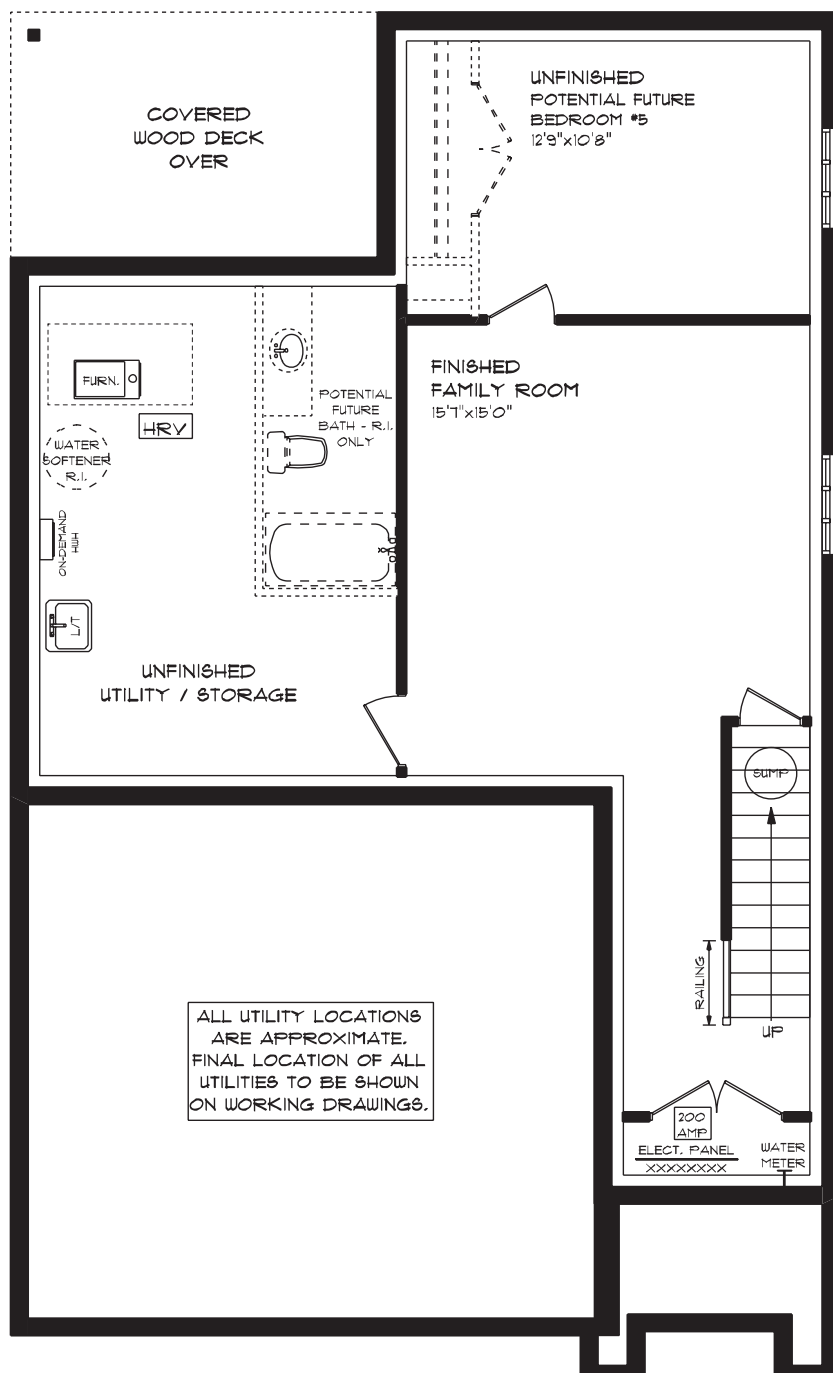 COVERED
WOOD DECK
OVER
UNFINISHED
POTENTIAL FUTURE
BEDROOM #5
12'9"x10'8"
FINISHED
FAMILY ROOM
15'7"x15'0"
FURN.
HRV
WATER
SOFTENER
R.I.
POTENTIAL
FUTURE
BATH - R.I.
ONLY
ON-DEMAND
HWH
L/T
UNFINISHED
UTILITY / STORAGE
SUMP
RAILING
UP
ALL UTILITY LOCATIONS
ARE APPROXIMATE.
FINAL LOCATION OF ALL
UTILITIES TO BE SHOWN
ON WORKING DRAWINGS.
200
AMP
ELECT. PANEL
XXXXXXXX
WATER
METER